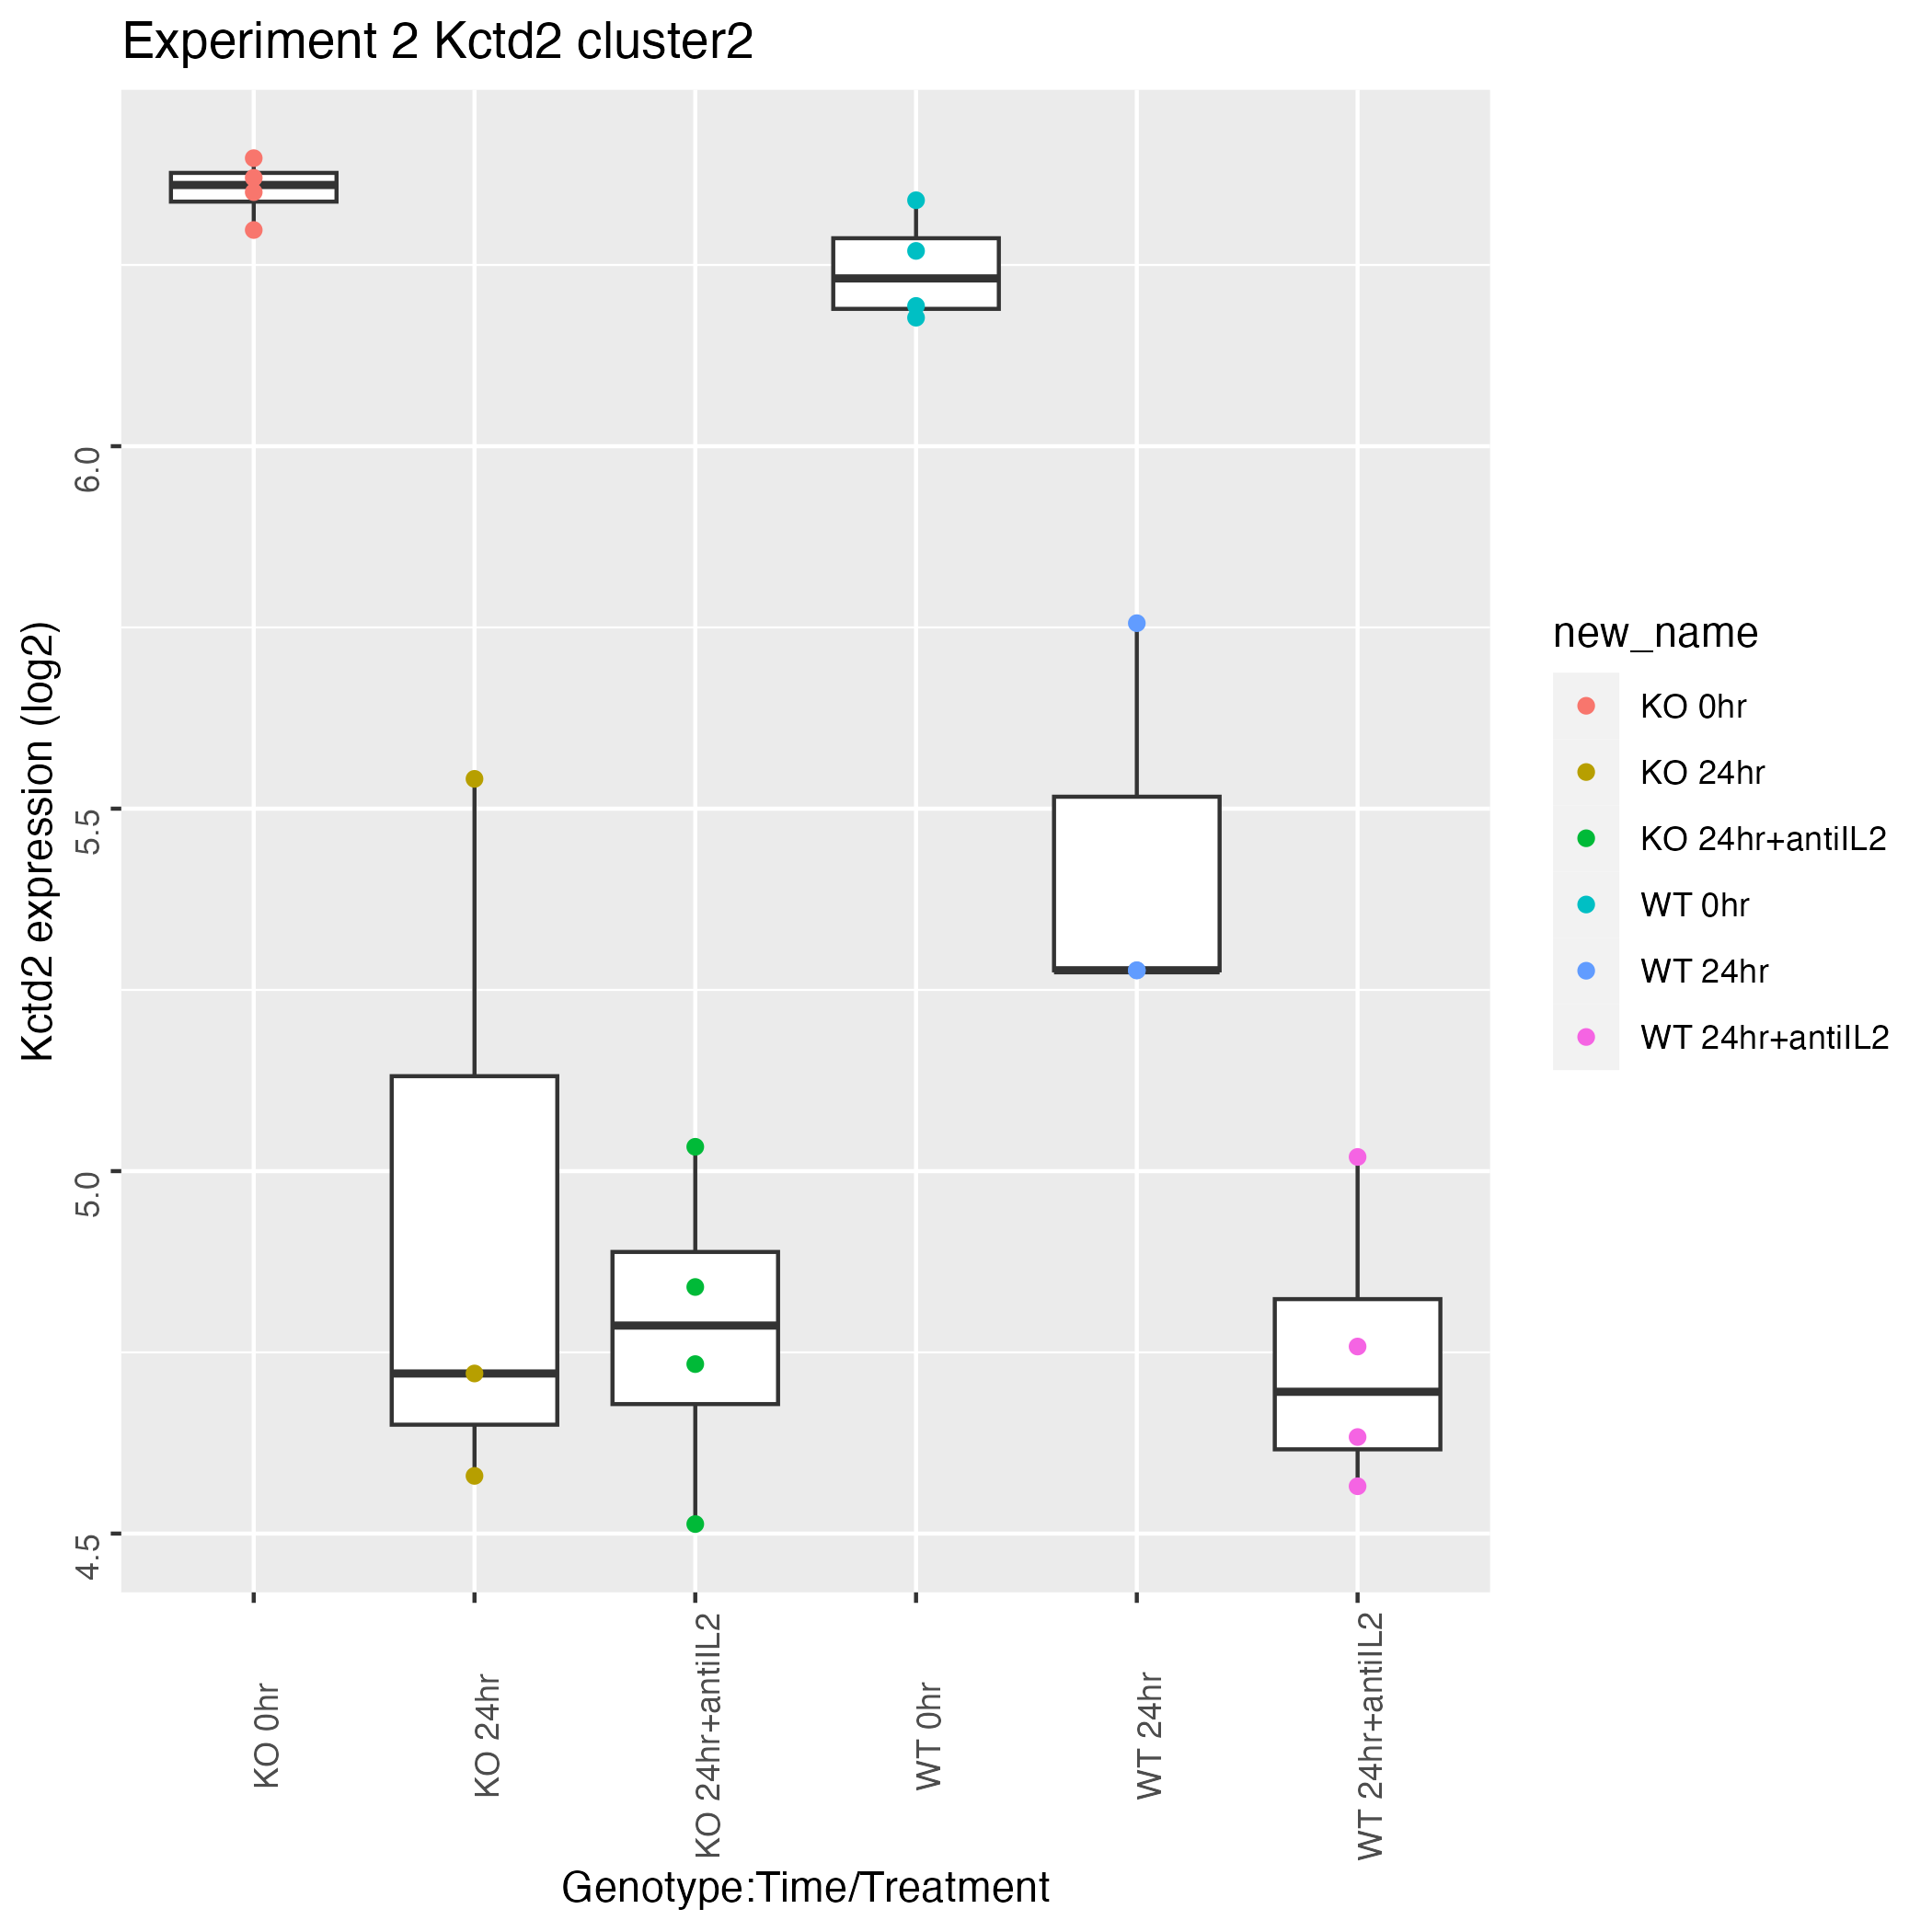 Experiment 2 Kctd2 cluster2
Kctd2 expression (log2)
6.0
5.5
5.0
4.5
KO 0hr
KO 24hr
KO 24hr+antiIL2
WT 0hr
WT 24hr
WT 24hr+antiIL2
Genotype:Time/Treatment
new_name
KO 0hr
KO 24hr
KO 24hr+antiIL2
WT 0hr
WT 24hr
WT 24hr+antiIL2